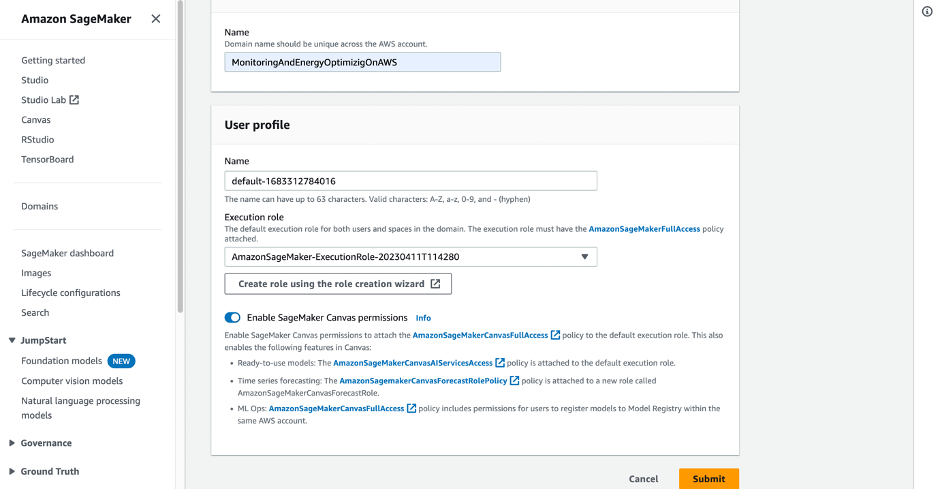 Amazon SageMaker
Getting started
Studio
Studio Lab
Canvas
RStudio
TensorBoard
Domains
SageMaker dashboard
Images
Lifecycle configurations
Search
JumpStart
Foundation models NEW
Computer vision models
Natural language processing
models
Governance
Ground Truth
Name
Domain name should be unique across the AWS account.
MonitoringAndEnergyOptimizigOnAWS
User profile
Name
default-1683312784016
The name can have up to 63 characters. Valid characters: A-Z, a-z, 0-9, and - (hyphen)
Execution role
The default execution role for both users and spaces in the domain. The execution role must have the AmazonSageMakerFullAccess policy
attached.
AmazonSageMaker-ExecutionRole-20230411T114280
Create role using the role creation wizard
Enable SageMaker Canvas permissions Info
Enable SageMaker Canvas permissions to attach the AmazonSageMakerCanvasFullAccess policy to the default execution role. This also
enables the following features in Canvas:
• Ready-to-use models: The AmazonSageMakerCanvasAIServicesAccess policy is attached to the default execution role.
• Time series forecasting: The AmazonSagemakerCanvasForecastRolePolicy policy is attached to a new role called
AmazonSageMakerCanvasForecastRole.
• ML Ops: AmazonSageMakerCanvasFullAccess policy includes permissions for users to register models to Model Registry within the
same AWS account.
Cancel Submit